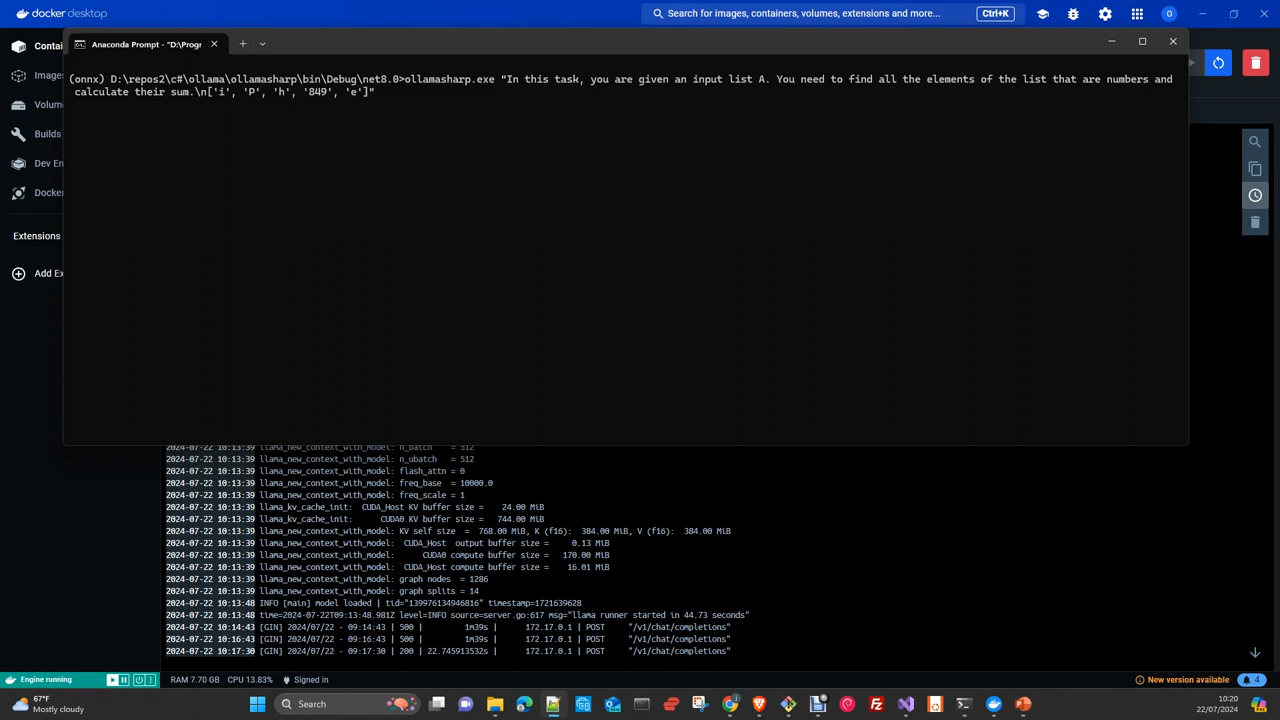 docker desktop
Search for images, containers, volumes, extensions and more...
Ctrl+K
Anaconda Prompt - "D:\Progr
(onnx) D:\repos2\c#\ollama\ollamasharp\bin\Debug\net8.0>ollamasharp.exe "In this task, you are given an input list A. You need to find all the elements of the list that are numbers and
calculate their sum.\n['i', 'P', 'h', '849', 'e']"
Contai
Images
Volum
Builds
Dev En
Docker
Extensions
Add Ex
2024-07-22 10:13:39 llama_new_context_with_model: n_batch = 512
2024-07-22 10:13:39 llama_new_context_with_model: n_ubatch = 512
2024-07-22 10:13:39 llama_new_context_with_model: flash_attn = 0
2024-07-22 10:13:39 llama_new_context_with_model: freq_base = 10000.0
2024-07-22 10:13:39 llama_new_context_with_model: freq_scale = 1
2024-07-22 10:13:39 llama_kv_cache_init: CUDA_Host KV buffer size = 24.00 MiB
2024-07-22 10:13:39 llama_kv_cache_init: CUDA0 KV buffer size = 744.00 MiB
2024-07-22 10:13:39 llama_new_context_with_model: KV self size = 768.00 MiB, K (f16): 384.00 MiB, V (f16): 384.00 MiB
2024-07-22 10:13:39 llama_new_context_with_model: CUDA_Host output buffer size = 0.13 MiB
2024-07-22 10:13:39 llama_new_context_with_model: CUDA0 compute buffer size = 170.00 MiB
2024-07-22 10:13:39 llama_new_context_with_model: CUDA_Host compute buffer size = 16.01 MiB
2024-07-22 10:13:39 llama_new_context_with_model: graph nodes = 1286
2024-07-22 10:13:39 llama_new_context_with_model: graph splits = 14
2024-07-22 10:13:48 INFO [main] model loaded | tid="139976134946816" timestamp=1721639628
2024-07-22 10:13:48 time=2024-07-22T09:13:48.981Z level=INFO source=server.go:617 msg="llama runner started in 44.73 seconds"
2024-07-22 10:14:43 [GIN] 2024/07/22 - 09:14:43 | 500 | 1m39s | 172.17.0.1 | POST "/v1/chat/completions"
2024-07-22 10:16:43 [GIN] 2024/07/22 - 09:16:43 | 500 | 1m39s | 172.17.0.1 | POST "/v1/chat/completions"
2024-07-22 10:17:30 [GIN] 2024/07/22 - 09:17:30 | 200 | 22.745913532s | 172.17.0.1 | POST "/v1/chat/completions"
Engine running
RAM 7.70 GB CPU 13.83% Signed in
New version available
4
67°F
Mostly cloudly
Search
10:20
22/07/2024